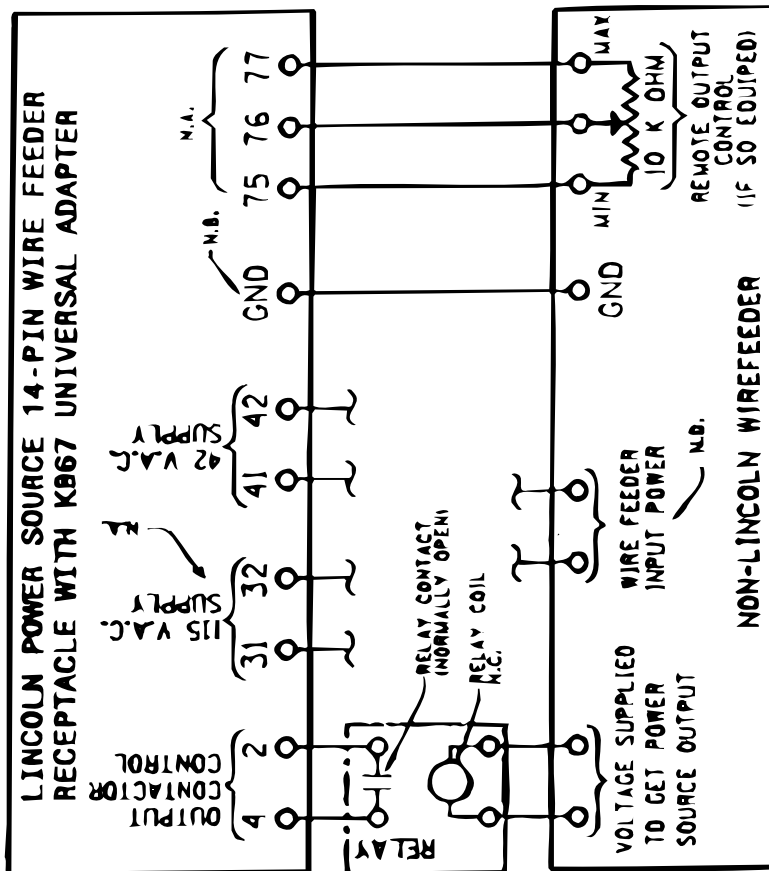 LINCOLN POWER SOURCE 14-PIN WIRE FEEDER
RECEPTACLE WITH K867 UNIVERSAL ADAPTER
N.A.
77
76
75
N.B.
GND
42
41
42 V.A.C.
SUPPLY
N.A.
32
31
115 V.A.C.
SUPPLY
2
4
OUTPUT
CONTACTOR
CONTROL
RELAY CONTACT
(NORMALLY OPEN)
RELAY COIL
N.C.
RELAY
MAX
10 K OHM
MIN
REMOTE OUTPUT
CONTROL
(IF SO EQUIPED)
GND
N.D.
WIRE FEEDER
INPUT POWER
VOLTAGE SUPPLIED
TO GET POWER
SOURCE OUTPUT
NON-LINCOLN WIREFEEDER